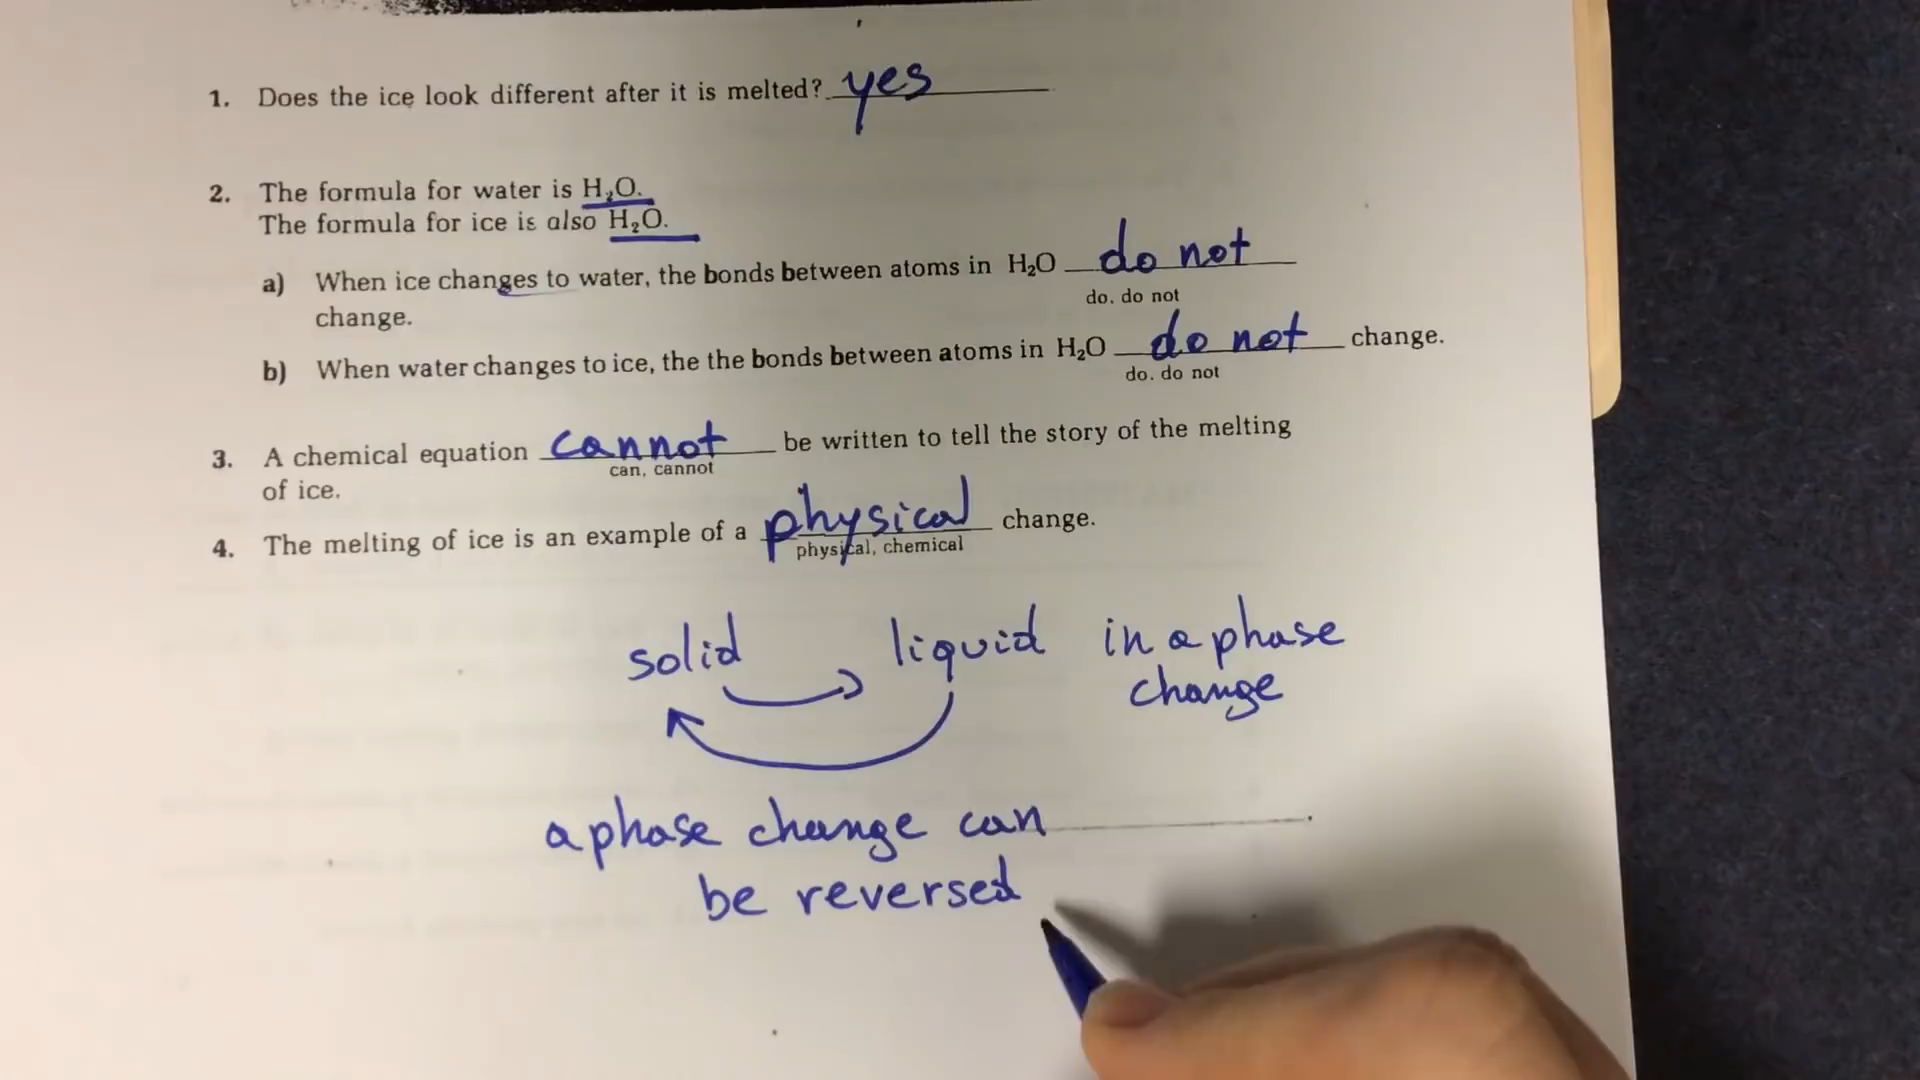 1. Does the ice look different after it is melted? yes
2. The formula for water is H₂O.
The formula for ice is also H₂O.
a) When ice changes to water, the bonds between atoms in H₂O do not
do. do not
change.
b) When water changes to ice, the the bonds between atoms in H₂O do not change.
do. do not
3. A chemical equation cannot be written to tell the story of the melting
can, cannot
of ice.
4. The melting of ice is an example of a physical change.
physical, chemical
solid liquid in a phase
change
a phase change can
be reversed